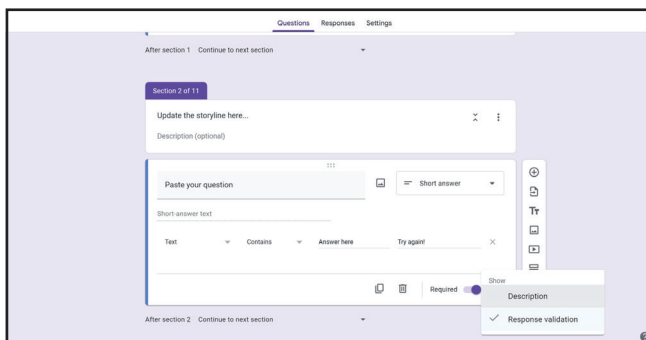 Questions Responses Settings
After section 1 Continue to next section
Section 2 of 11
Update the storyline here...
Description (optional)
Paste your question
Short answer
Short-answer text
Text Contains Answer here Try again!
Tт
Required
Show
Description
Response validation
After section 2 Continue to next section